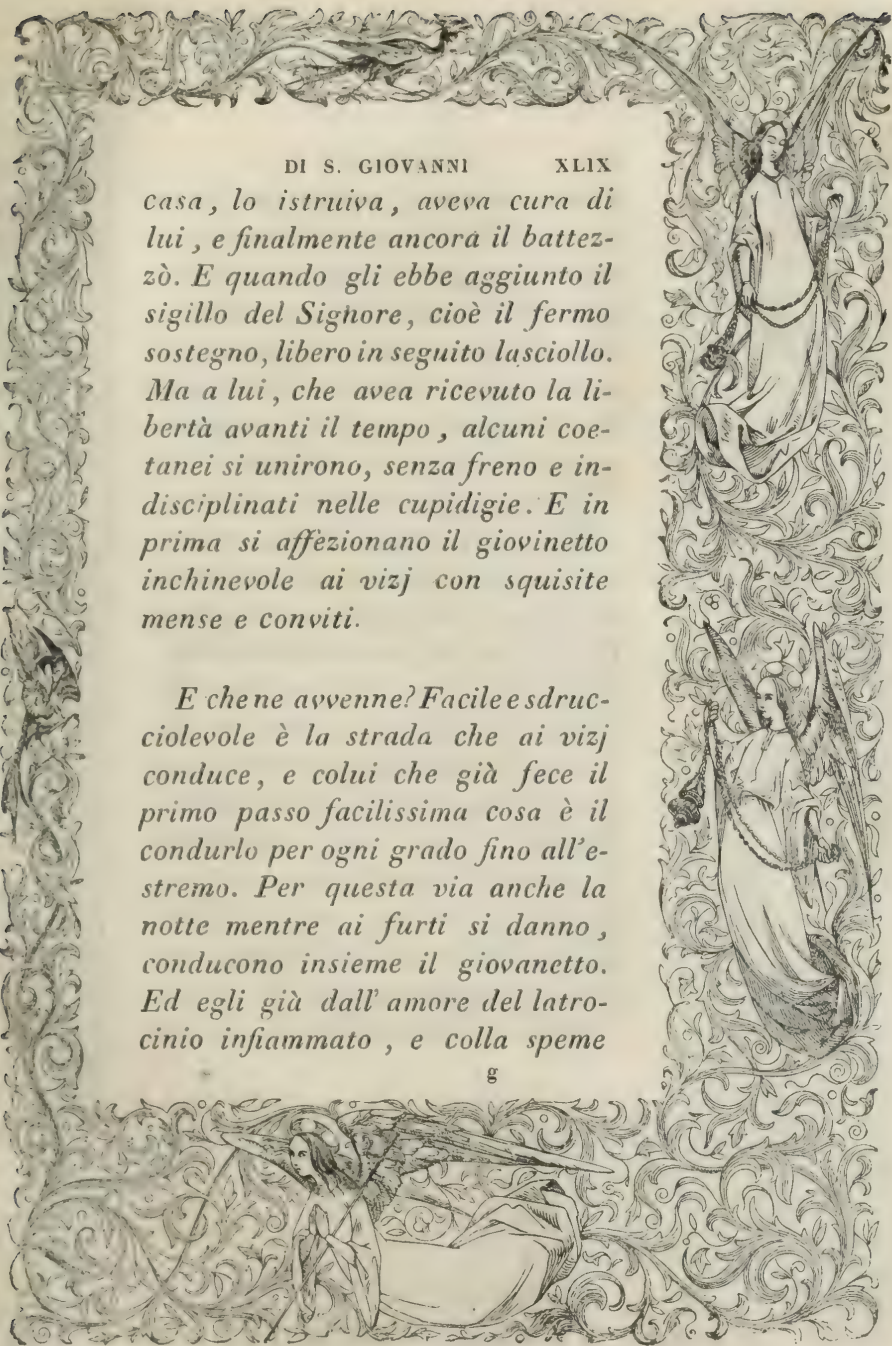 DI S. GIOVANNI XLIX
casa, lo istruiva, aveva cura di
lui, e finalmente ancora il battez-
zò. E quando gli ebbe aggiunto il
sigillo del Signore, cioè il fermo
sostegno, libero in seguito lasciollo.
Ma a lui, che avea ricevuto la li-
bertà avanti il tempo, alcuni coe-
tanei si unirono, senza freno e in-
disciplinati nelle cupidigie. E in
prima si affèzionano il giovinetto
inchinevole ai vizj con squisite
mense e conviti.
E che ne avvenne? Facile e sdruc-
ciolevole è la strada che ai vizj
conduce, e colui che già fece il
primo passo facilissima cosa è il
condurlo per ogni grado fino all'e-
stremo. Per questa via anche la
notte mentre ai furti si danno,
conducono insieme il giovanetto.
Ed egli già dall' amore del latro-
cinio infiammato, e colla speme
g